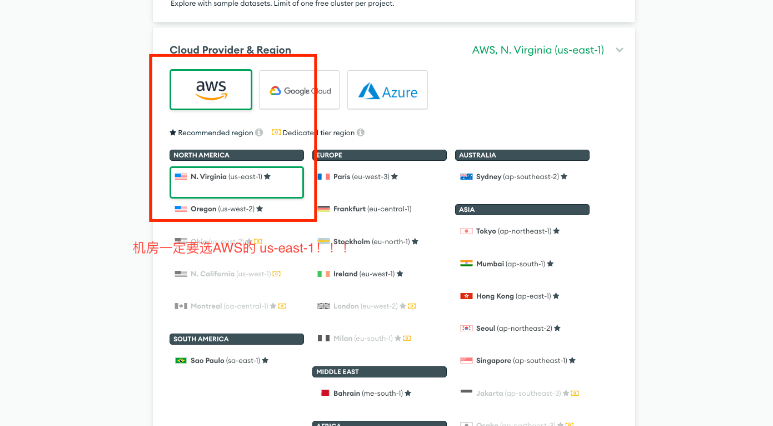 Explore with sample datasets. Limit of one free cluster per project.
Cloud Provider & Region
AWS, N. Virginia (us-east-1)
aws
Google Cloud
Azure
Recommended region
Dedicated tier region
NORTH AMERICA
N. Virginia (us-east-1)
Oregon (us-west-2)
N. California (us-west-1)
Montreal (ca-central-1)
SOUTH AMERICA
Sao Paulo (sa-east-1)
EUROPE
Paris (eu-west-3)
Frankfurt (eu-central-1)
Stockholm (eu-north-1)
Ireland (eu-west-1)
London (eu-west-2)
Milan (eu-south-1)
MIDDLE EAST
Bahrain (me-south-1)
AFRICA
AUSTRALIA
Sydney (ap-southeast-2)
ASIA
Tokyo (ap-northeast-1)
Mumbai (ap-south-1)
Hong Kong (ap-east-1)
Seoul (ap-northeast-2)
Singapore (ap-southeast-1)
Jakarta (ap-southeast-3)
Osaka (ap-northeast-3)
机房一定要选AWS的 us-east-1！！！